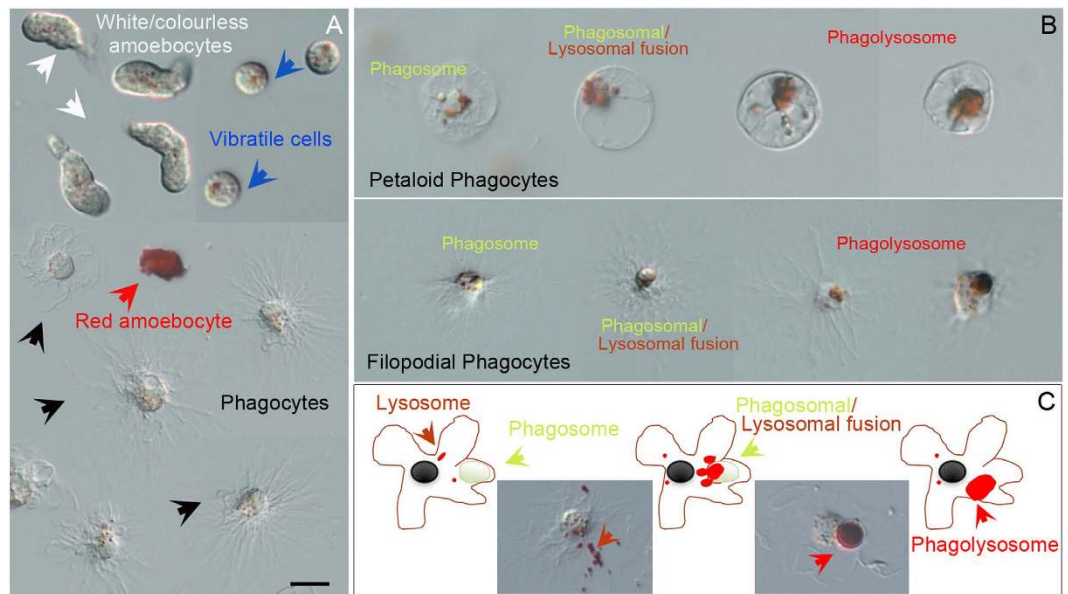 A
White/colourless
amoebocytes
Vibratile cells
Red amoebocyte
Phagocytes
B
Phagosome
Phagosomal/
Lysosomal fusion
Phagolysosome
Petaloid Phagocytes
Phagosome
Phagosomal/
Lysosomal fusion
Phagolysosome
Filopodial Phagocytes
C
Lysosome
Phagosome
Phagosomal/
Lysosomal fusion
Phagolysosome